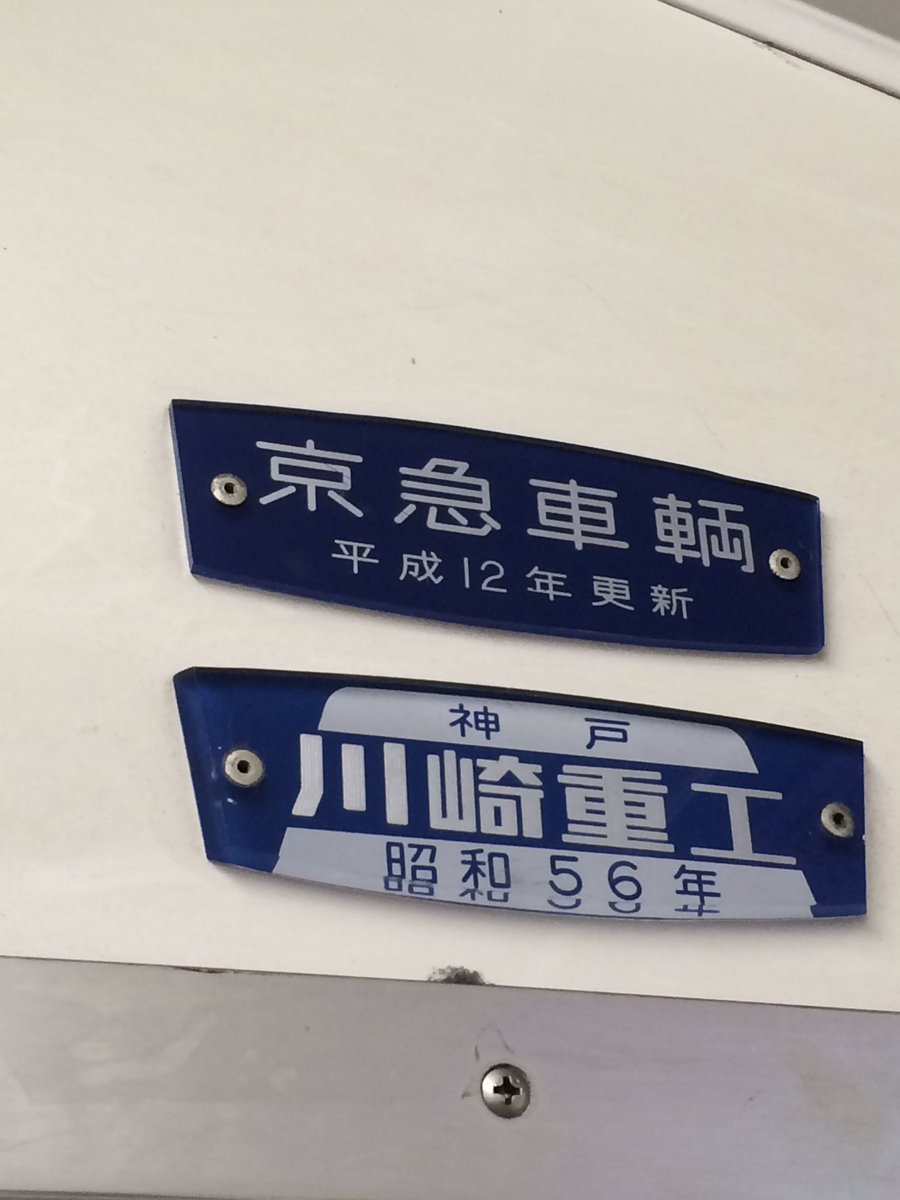 京急車輌
平成12年更新
神戸
川崎重工
昭和56年